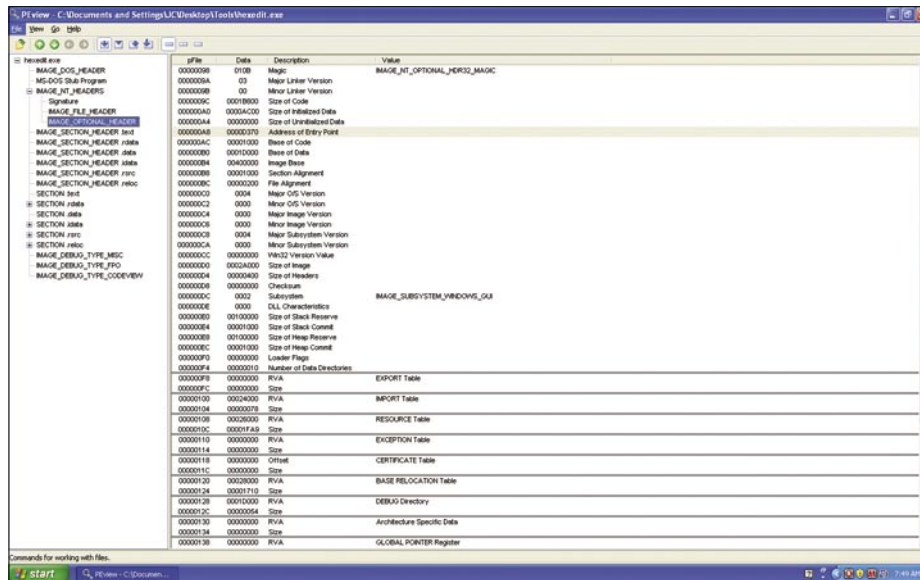 PEview - C:\Documents and Settings\JC\Desktop\Tools\hexedit.exe
File View Go Help
hexedit.exe
IMAGE_DOS_HEADER
MS-DOS Stub Program
IMAGE_NT_HEADERS
Signature
IMAGE_FILE_HEADER
IMAGE_OPTIONAL_HEADER
IMAGE_SECTION_HEADER .text
IMAGE_SECTION_HEADER .rdata
IMAGE_SECTION_HEADER .data
IMAGE_SECTION_HEADER .idata
IMAGE_SECTION_HEADER .rsrc
IMAGE_SECTION_HEADER .reloc
SECTION .text
SECTION .rdata
SECTION .data
SECTION .idata
SECTION .rsrc
SECTION .reloc
IMAGE_DEBUG_TYPE_MISC
IMAGE_DEBUG_TYPE_FPO
IMAGE_DEBUG_TYPE_CODEVIEW
pFile Data Description Value
00000098 010B Magic IMAGE_NT_OPTIONAL_HDR32_MAGIC
0000009A 03 Major Linker Version
0000009B 00 Minor Linker Version
0000009C 0001B600 Size of Code
000000A0 0000AC00 Size of Initialized Data
000000A4 00000000 Size of Uninitialized Data
000000A8 0000D370 Address of Entry Point
000000AC 00001000 Base of Code
000000B0 0001D000 Base of Data
000000B4 00400000 Image Base
000000B8 00001000 Section Alignment
000000BC 00000200 File Alignment
000000C0 0004 Major O/S Version
000000C2 0000 Minor O/S Version
000000C4 0000 Major Image Version
000000C6 0000 Minor Image Version
000000C8 0004 Major Subsystem Version
000000CA 0000 Minor Subsystem Version
000000CC 00000000 Win32 Version Value
000000D0 0002A000 Size of Image
000000D4 00000400 Size of Headers
000000D8 00000000 Checksum
000000DC 0002 Subsystem IMAGE_SUBSYSTEM_WINDOWS_GUI
000000DE 0000 DLL Characteristics
000000E0 00100000 Size of Stack Reserve
000000E4 00001000 Size of Stack Commit
000000E8 00100000 Size of Heap Reserve
000000EC 00001000 Size of Heap Commit
000000F0 00000000 Loader Flags
000000F4 00000010 Number of Data Directories
000000F8 00000000 RVA EXPORT Table
000000FC 00000000 Size
00000100 00024000 RVA IMPORT Table
00000104 00000078 Size
00000108 00026000 RVA RESOURCE Table
0000010C 00001FA9 Size
00000110 00000000 RVA EXCEPTION Table
00000114 00000000 Size
00000118 00000000 Offset CERTIFICATE Table
0000011C 00000000 Size
00000120 00028000 RVA BASE RELOCATION Table
00000124 00001710 Size
00000128 0001D000 RVA DEBUG Directory
0000012C 00000054 Size
00000130 00000000 RVA Architecture Specific Data
00000134 00000000 Size
00000138 00000000 RVA GLOBAL POINTER Register
Commands for working with files.
start PEview - C:\Documen... 7:49 AM